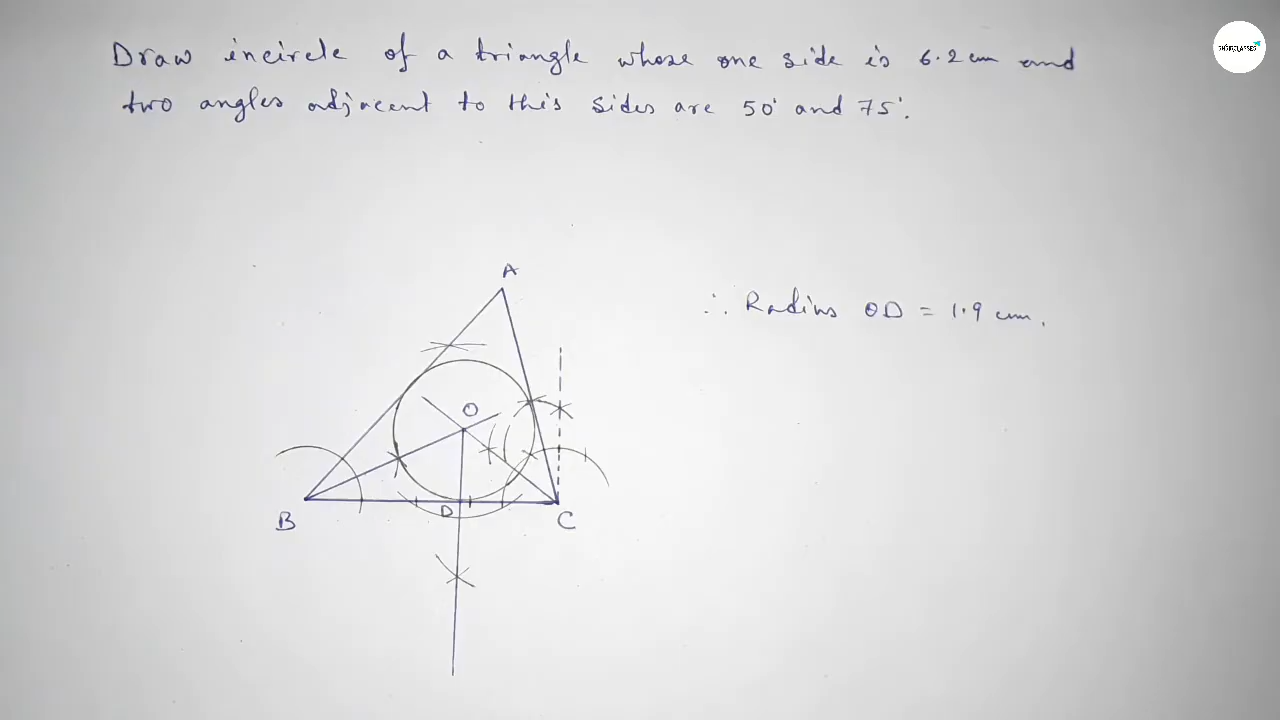 Draw incirele of a triangle whose one side is 6.2 cm and
two angles adjacent to this sides are 50° and 75°.
A
∴ Radius OD = 1.9 cm.
O
D
B
C